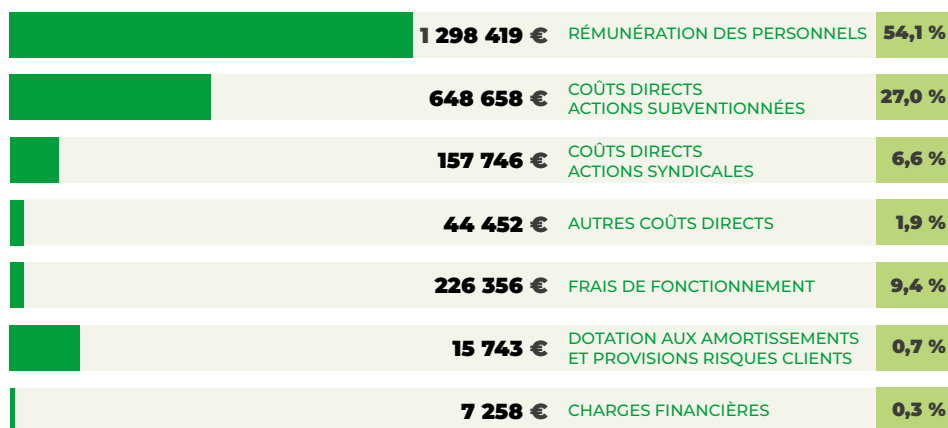 1 298 419 € RÉMUNÉRATION DES PERSONNELS 54,1 %
648 658 € COÛTS DIRECTS
ACTIONS SUBVENTIONNÉES 27,0 %
157 746 € COÛTS DIRECTS
ACTIONS SYNDICALES 6,6 %
44 452 € AUTRES COÛTS DIRECTS 1,9 %
226 356 € FRAIS DE FONCTIONNEMENT 9,4 %
15 743 € DOTATION AUX AMORTISSEMENTS
ET PROVISIONS RISQUES CLIENTS 0,7 %
7 258 € CHARGES FINANCIÈRES 0,3 %